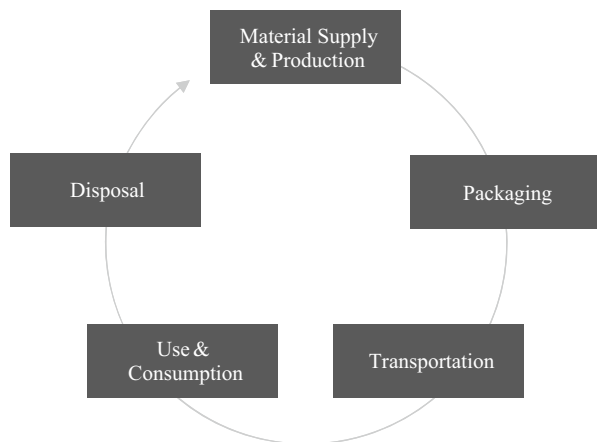 Material Supply
& Production
Packaging
Transportation
Use &
Consumption
Disposal